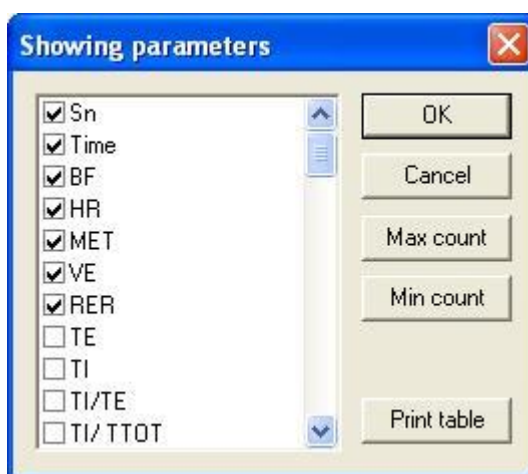 Showing parameters
Sn
Time
BF
HR
MET
VE
RER
TE
TI
TI/TE
TI/ TTOT
OK
Cancel
Max count
Min count
Print table